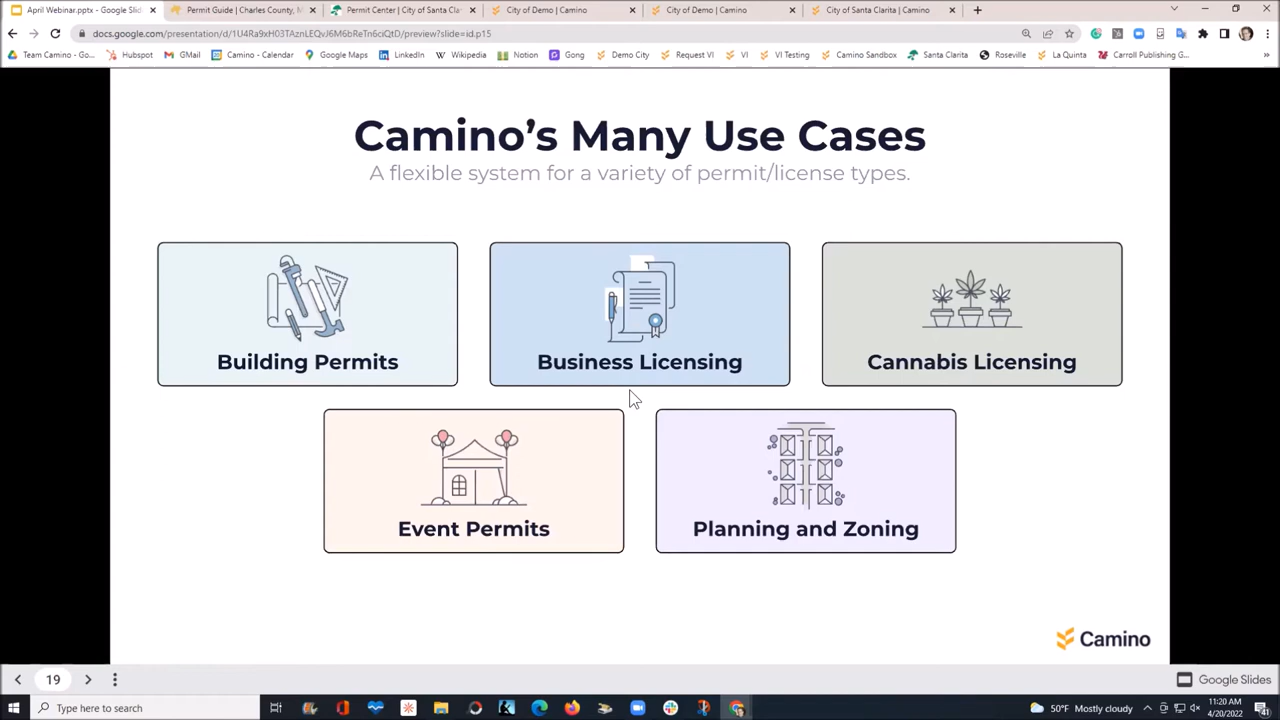 April Webinar.pptx - Google Slid
Permit Guide | Charles County, M
Permit Center | City of Santa Cla
City of Demo | Camino
City of Demo | Camino
City of Santa Clarita | Camino
docs.google.com/presentation/d/1U4Ra9xH03TAznLEQvJ6M6bReTn6ciQtD/preview?slide=id.p15
Team Camino - Go...
Hubspot
GMail
Camino - Calendar
Google Maps
LinkedIn
Wikipedia
Notion
Gong
Demo City
Request VI
VI
VI Testing
Camino Sandbox
Santa Clarita
Roseville
La Quinta
Carroll Publishing G...
Camino's Many Use Cases
A flexible system for a variety of permit/license types.
Building Permits
Business Licensing
Cannabis Licensing
Event Permits
Planning and Zoning
Camino
19
Google Slides
Type here to search
50°F Mostly cloudy
11:20 AM
4/20/2022